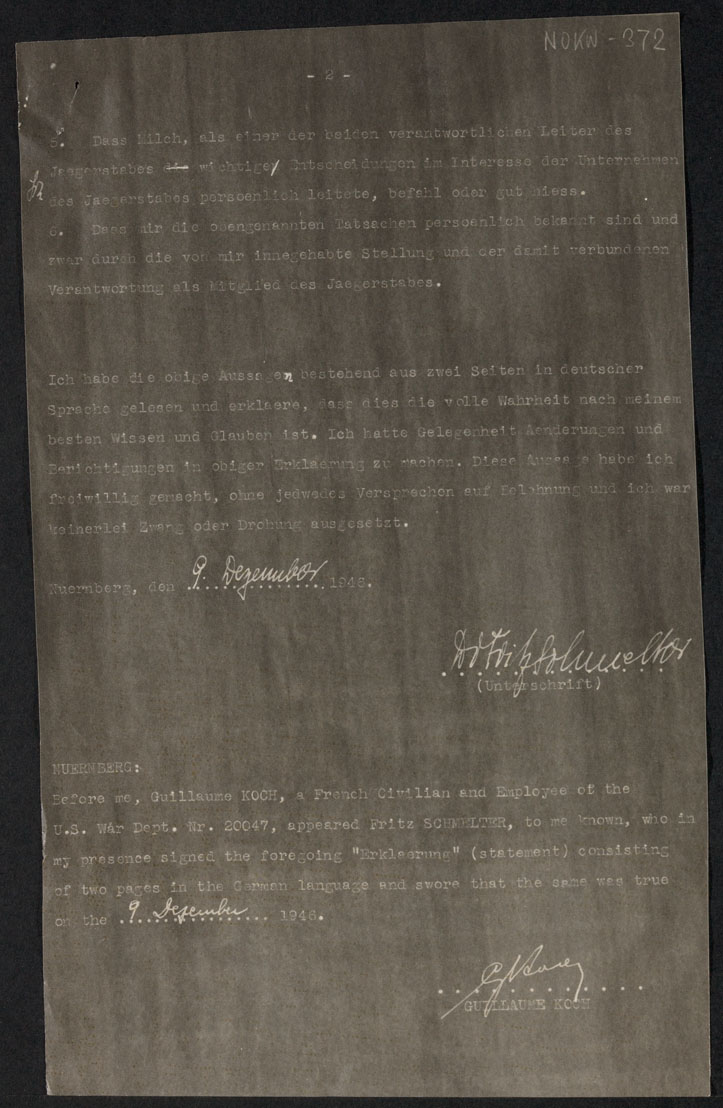 NOKW - 372
- 2 -
5. Dass Milch, als einer der beiden verantwortlichen Leiter des
Jaegerstabes die wichtige Entscheidungen im Interesse der Unternehmen
des Jaegerstabes persoenlich leitete, befahl oder gut hiess.
6. Dass mir die obengenannten Tatsachen persoenlich bekannt sind und
zwar durch die von mir innegehabte Stellung und der damit verbundenen
Verantwortung als Mitglied des Jaegerstabes.
Ich habe die obige Aussagen bestehend aus zwei Seiten in deutscher
Sprache gelesen und erklaere, dass dies die volle Wahrheit nach meinem
besten Wissen und Glauben ist. Ich hatte Gelegenheit Aenderungen und
Berichtigungen in obiger Erklaerung zu machen. Diese Aussage habe ich
freiwillig gemacht, ohne jedwedes Versprechen auf Belohnung und ich war
keinerlei Zwang oder Drohung ausgesetzt.
Nuernberg, den 9. Dezember 1946.
Dr Fritz Schmelter
(Unterschrift)
NUERNBERG:
Before me, Guillaume KOCH, a French Civilian and Employee of the
U.S. War Dept. Nr. 20047, appeared Fritz SCHMELTER, to me known, who in
my presence signed the foregoing "Erklaerung" (statement) consisting
of two pages in the German language and swore that the same was true
on the 9 Dezember 1946.
GUILLAUME KOCH